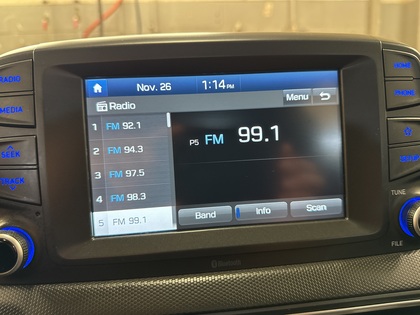 RADIO
MEDIA
SEEK
TRACK
Nov. 26 1:14 PM
Radio
Menu
1 FM 92.1
2 FM 94.3
3 FM 97.5
4 FM 98.3
5 FM 99.1
P5 FM 99.1
Band Info Scan
HOME
PHONE
SETUP
TUNE
FILE
Bluetooth